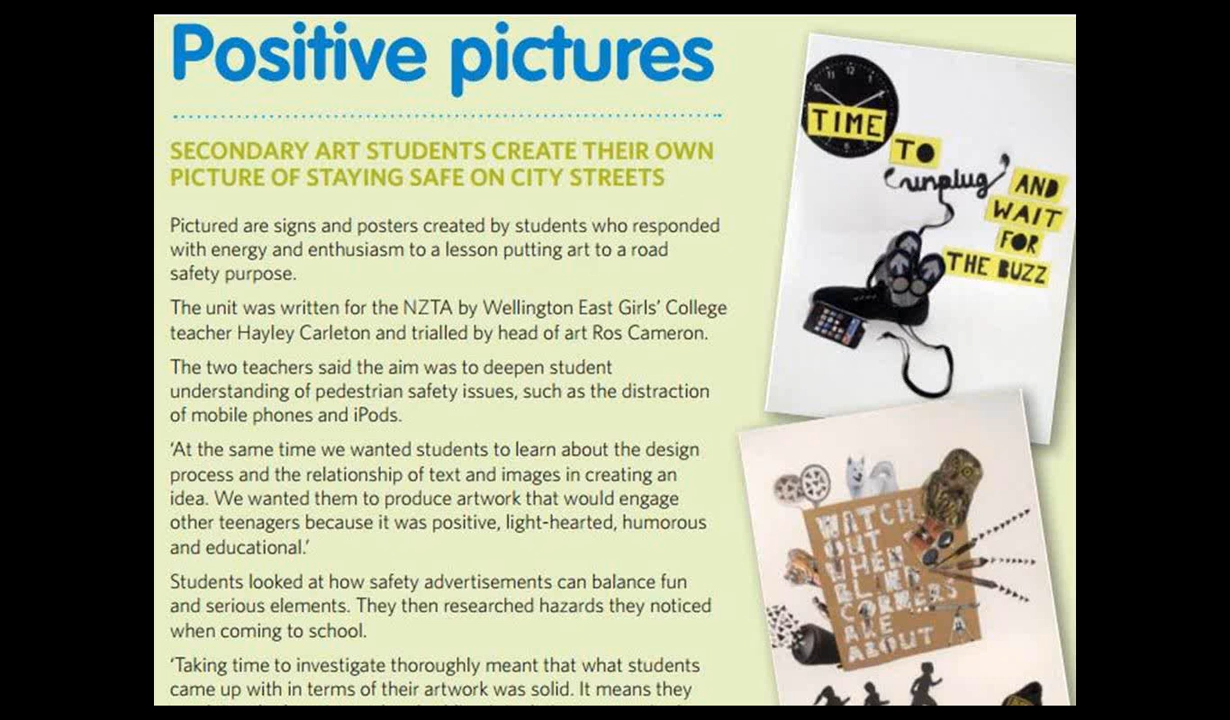 Positive pictures
SECONDARY ART STUDENTS CREATE THEIR OWN
PICTURE OF STAYING SAFE ON CITY STREETS
Pictured are signs and posters created by students who responded
with energy and enthusiasm to a lesson putting art to a road
safety purpose.
The unit was written for the NZTA by Wellington East Girls’ College
teacher Hayley Carleton and trialled by head of art Ros Cameron.
The two teachers said the aim was to deepen student
understanding of pedestrian safety issues, such as the distraction
of mobile phones and iPods.
‘At the same time we wanted students to learn about the design
process and the relationship of text and images in creating an
idea. We wanted them to produce artwork that would engage
other teenagers because it was positive, light-hearted, humorous
and educational.’
Students looked at how safety advertisements can balance fun
and serious elements. They then researched hazards they noticed
when coming to school.
‘Taking time to investigate thoroughly meant that what students
came up with in terms of their artwork was solid. It means they
TIME
TO
unplug AND
WAIT
FOR
THE BUZZ
WATCH
OUT
WHEN
BLIND
CORNERS
ARE
ABOUT